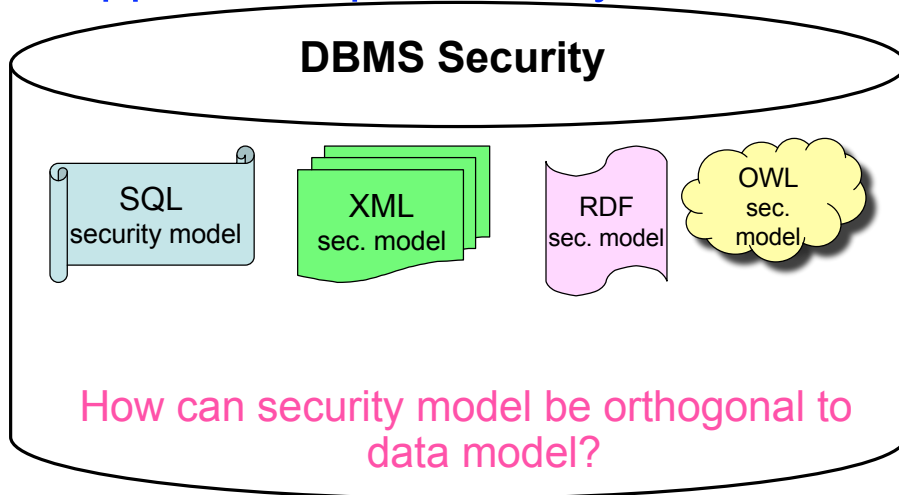 DBMS Security
SQL
security model
XML
sec. model
RDF
sec. model
OWL
sec.
model
How can security model be orthogonal to
data model?